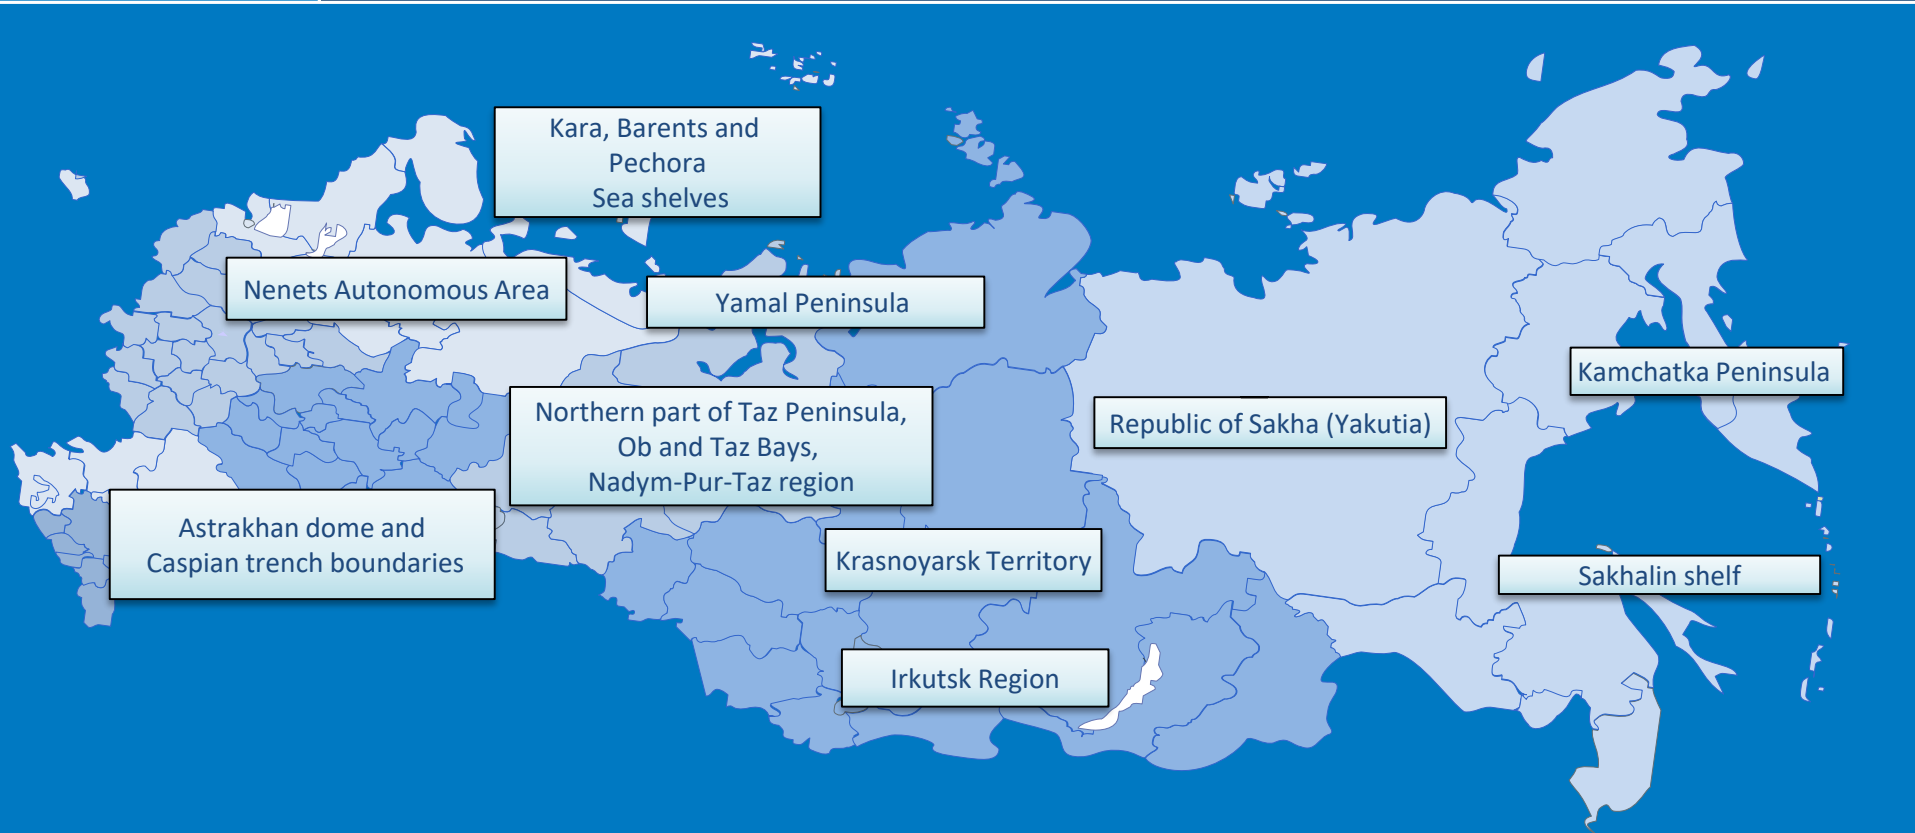 Kara, Barents and
Pechora
Sea shelves
Nenets Autonomous Area
Yamal Peninsula
Kamchatka Peninsula
Northern part of Taz Peninsula,
Ob and Taz Bays,
Nadym-Pur-Taz region
Republic of Sakha (Yakutia)
Astrakhan dome and
Caspian trench boundaries
Krasnoyarsk Territory
Sakhalin shelf
Irkutsk Region